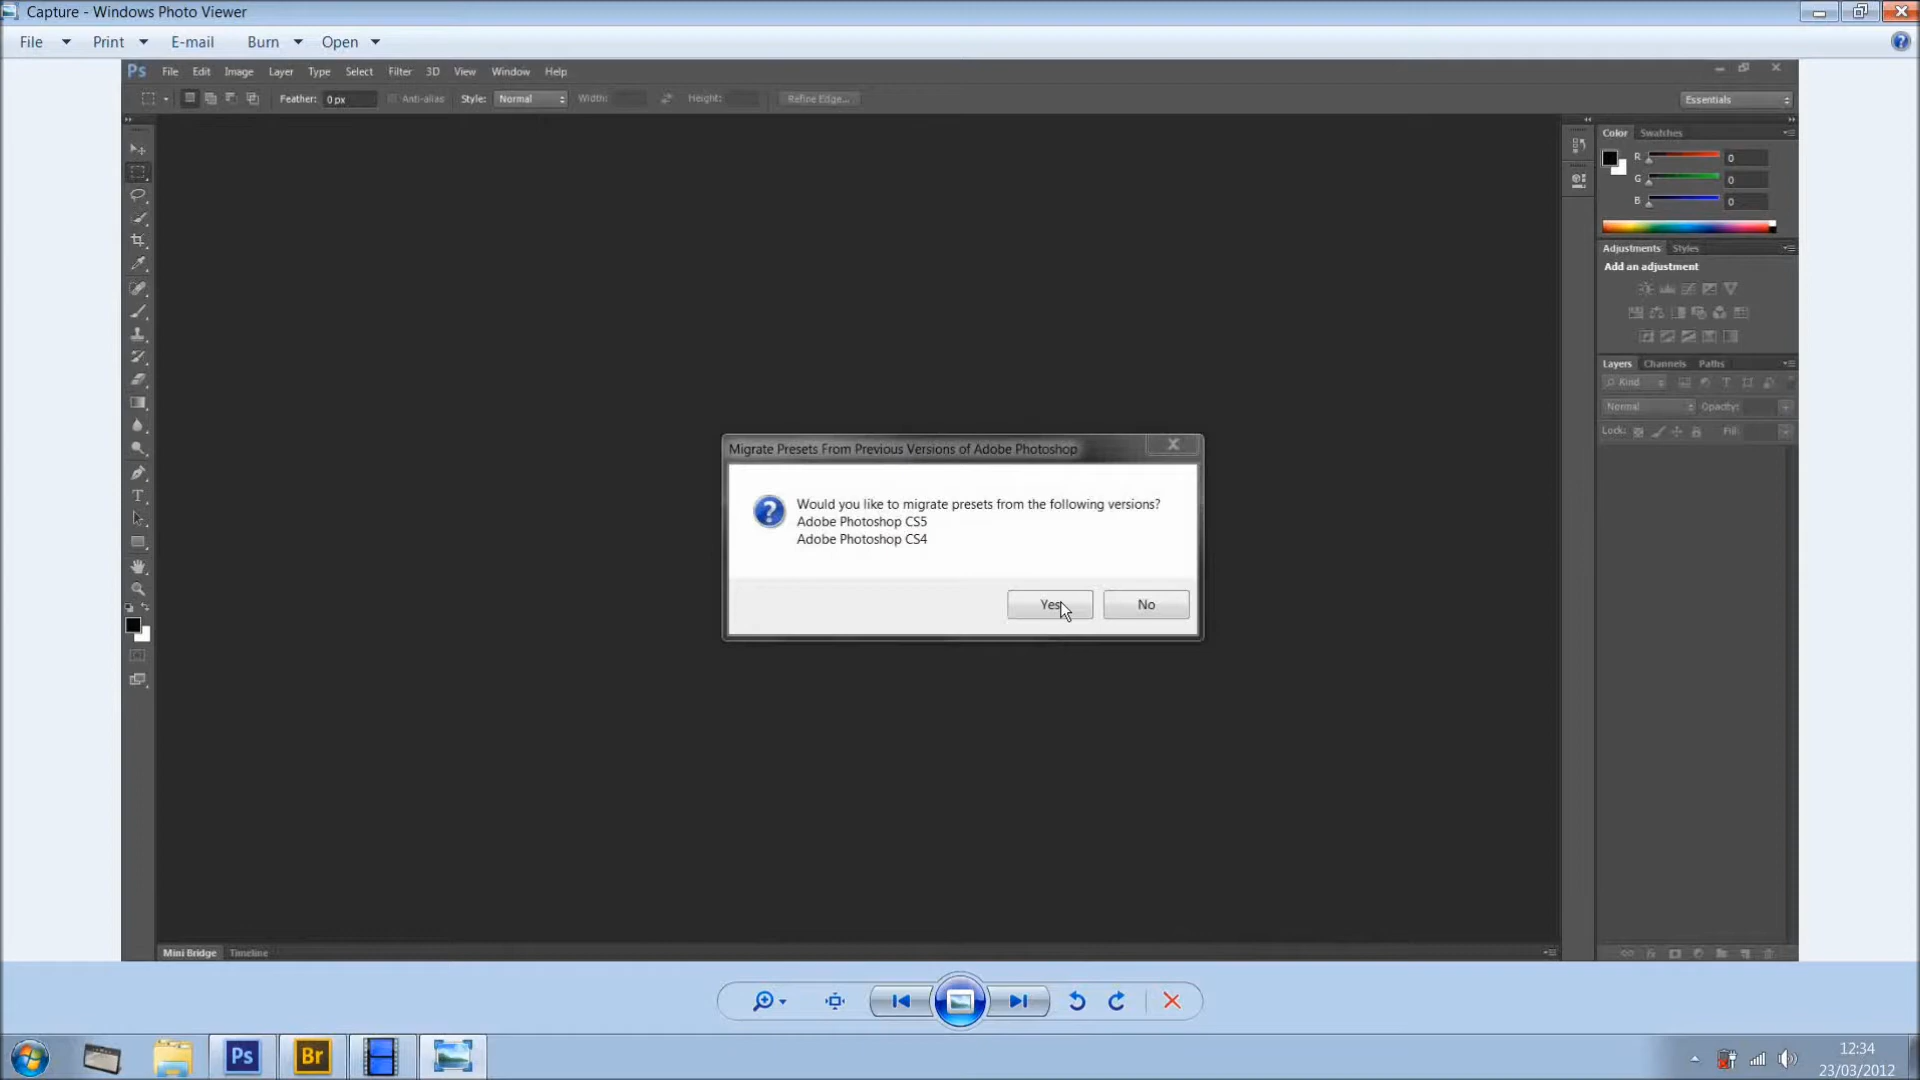 Capture - Windows Photo Viewer
File Print E-mail Burn Open
Ps File Edit Image Layer Type Select Filter 3D View Window Help
Feather: 0 px Anti-alias Style: Normal Width: Height: Refine Edge... Essentials
Color Swatches
R 0
G 0
B 0
Adjustments Styles
Add an adjustment
Layers Channels Paths
Kind
Normal Opacity:
Lock: Fill:
Migrate Presets From Previous Versions of Adobe Photoshop
Would you like to migrate presets from the following versions?
Adobe Photoshop CS5
Adobe Photoshop CS4
Yes No
Mini Bridge Timeline
Ps Br
12:34
23/03/2012